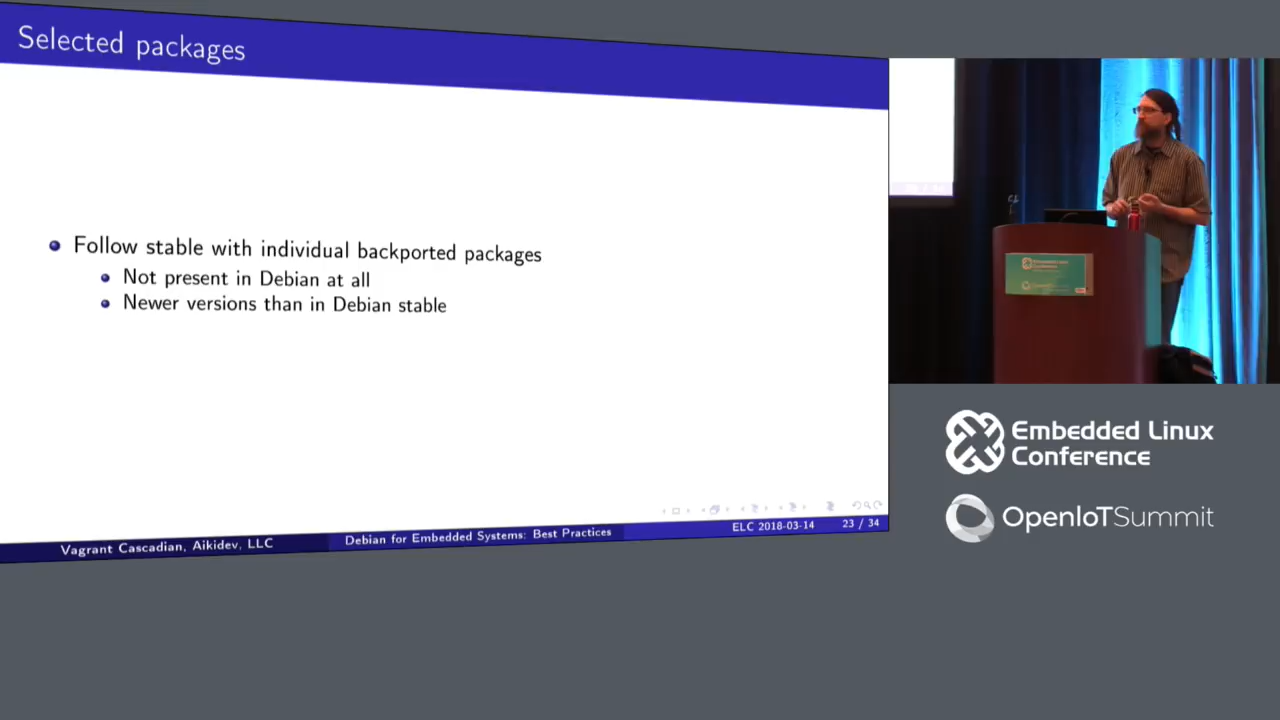 Selected packages
Follow stable with individual backported packages
Not present in Debian at all
Newer versions than in Debian stable
Vagrant Cascadian, Aikidev, LLC
Debian for Embedded Systems: Best Practices
ELC 2018-03-14
23 / 34
Embedded Linux
Conference
OpenIoTSummit